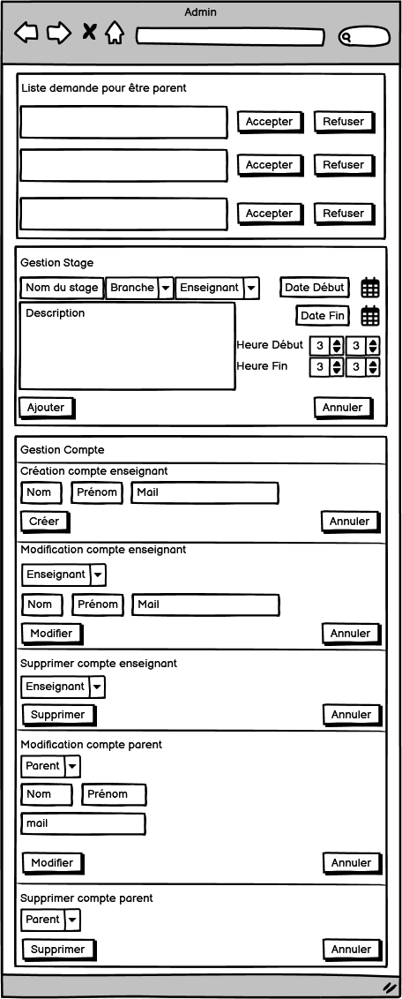 Admin
Liste demande pour être parent
Accepter Refuser
Accepter Refuser
Accepter Refuser
Gestion Stage
Nom du stage Branche Enseignant Date Début
Description Date Fin
Heure Début 3 3
Heure Fin 3 3
Ajouter Annuler
Gestion Compte
Création compte enseignant
Nom Prénom Mail
Créer Annuler
Modification compte enseignant
Enseignant
Nom Prénom Mail
Modifier Annuler
Supprimer compte enseignant
Enseignant
Supprimer Annuler
Modification compte parent
Parent
Nom Prénom
mail
Modifier Annuler
Supprimer compte parent
Parent
Supprimer Annuler